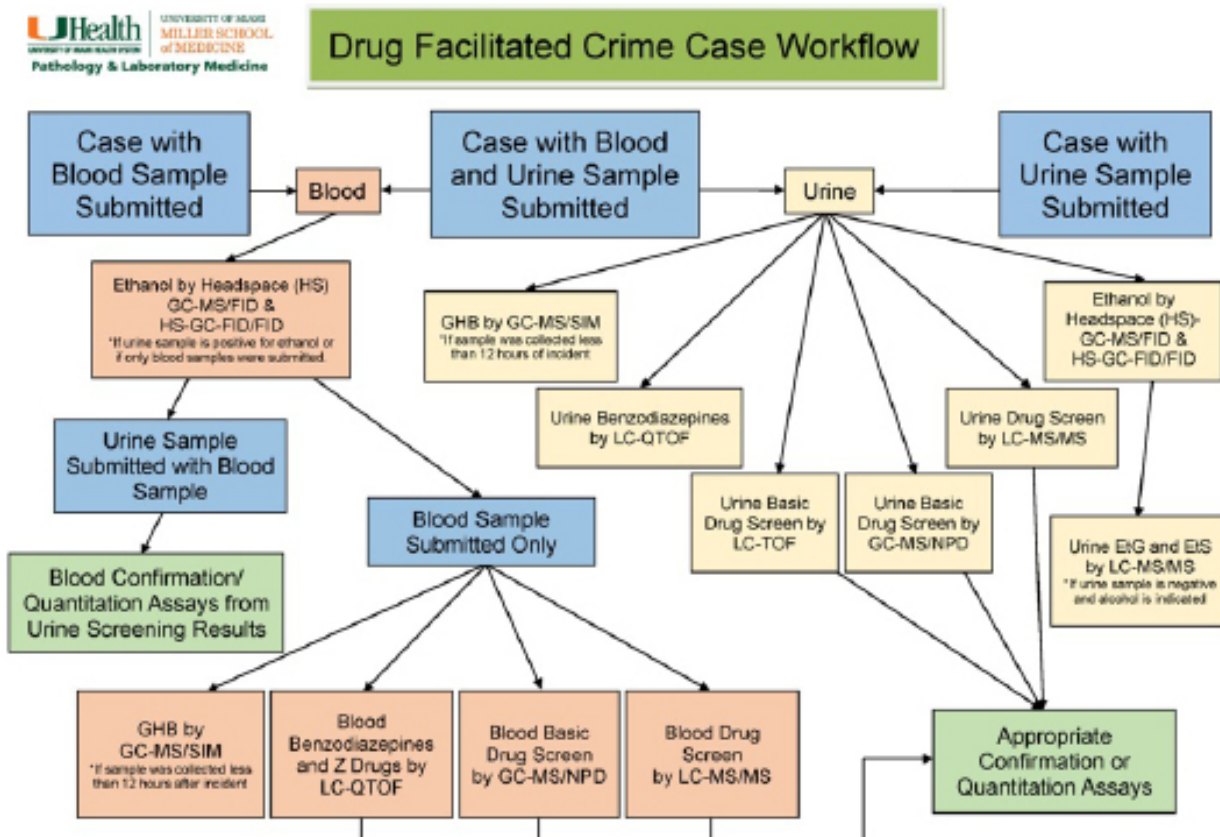 UHealth
UNIVERSITY OF MIAMI HEALTH SYSTEM
UNIVERSITY OF MIAMI
MILLER SCHOOL
of MEDICINE
Pathology & Laboratory Medicine
Drug Facilitated Crime Case Workflow
Case with
Blood Sample
Submitted
Blood
Case with Blood
and Urine Sample
Submitted
Urine
Case with
Urine Sample
Submitted
Ethanol by Headspace (HS)
GC-MS/FID &
HS-GC-FID/FID
*If urine sample is positive for ethanol or
if only blood samples were submitted.
GHB by GC-MS/SIM
*If sample was collected less
than 12 hours of incident
Ethanol by
Headspace (HS)-
GC-MS/FID &
HS-GC-FID/FID
Urine Benzodiazepines
by LC-QTOF
Urine Drug Screen
by LC-MS/MS
Urine Sample
Submitted with Blood
Sample
Urine Basic
Drug Screen by
LC-TOF
Urine Basic
Drug Screen by
GC-MS/NPD
Blood Sample
Submitted Only
Urine EtG and EtS
by LC-MS/MS
*If urine sample is negative
and alcohol is indicated
Blood Confirmation/
Quantitation Assays from
Urine Screening Results
GHB by
GC-MS/SIM
*If sample was collected less
than 12 hours after incident
Blood
Benzodiazepines
and Z Drugs by
LC-QTOF
Blood Basic
Drug Screen
by GC-MS/NPD
Blood Drug
Screen
by LC-MS/MS
Appropriate
Confirmation or
Quantitation Assays